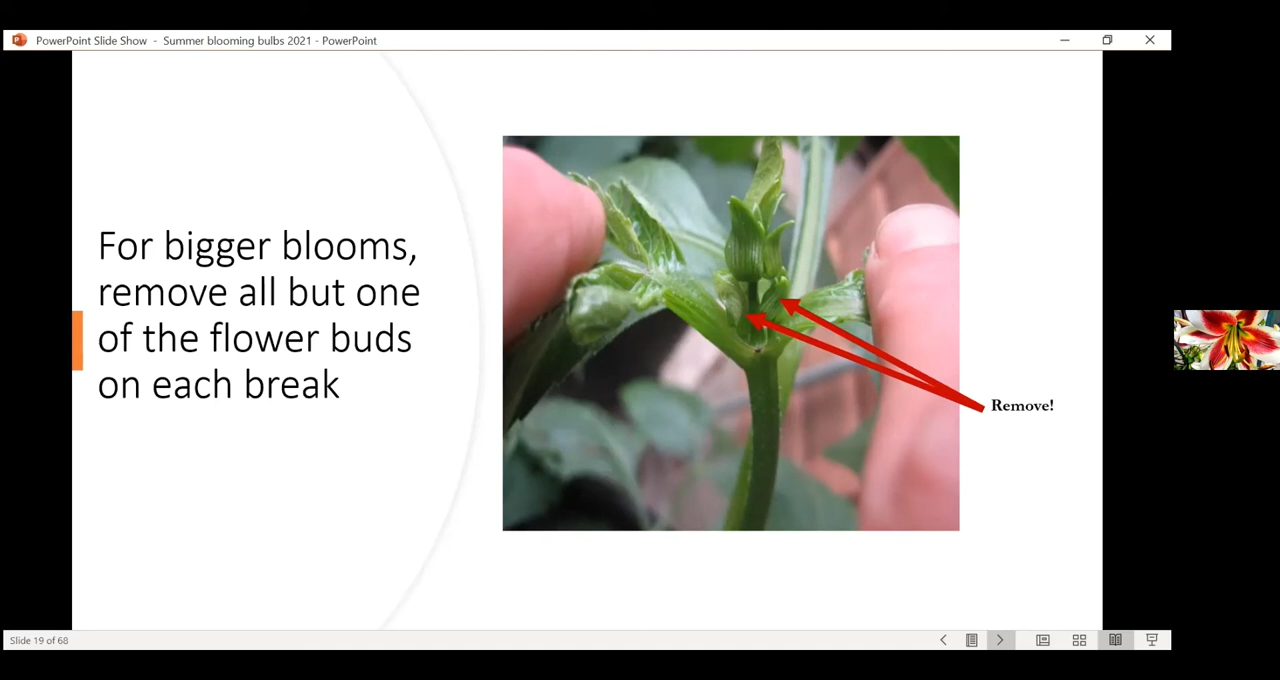 PowerPoint Slide Show - Summer blooming bulbs 2021 - PowerPoint
For bigger blooms,
remove all but one
of the flower buds
on each break
Remove!
Slide 19 of 68